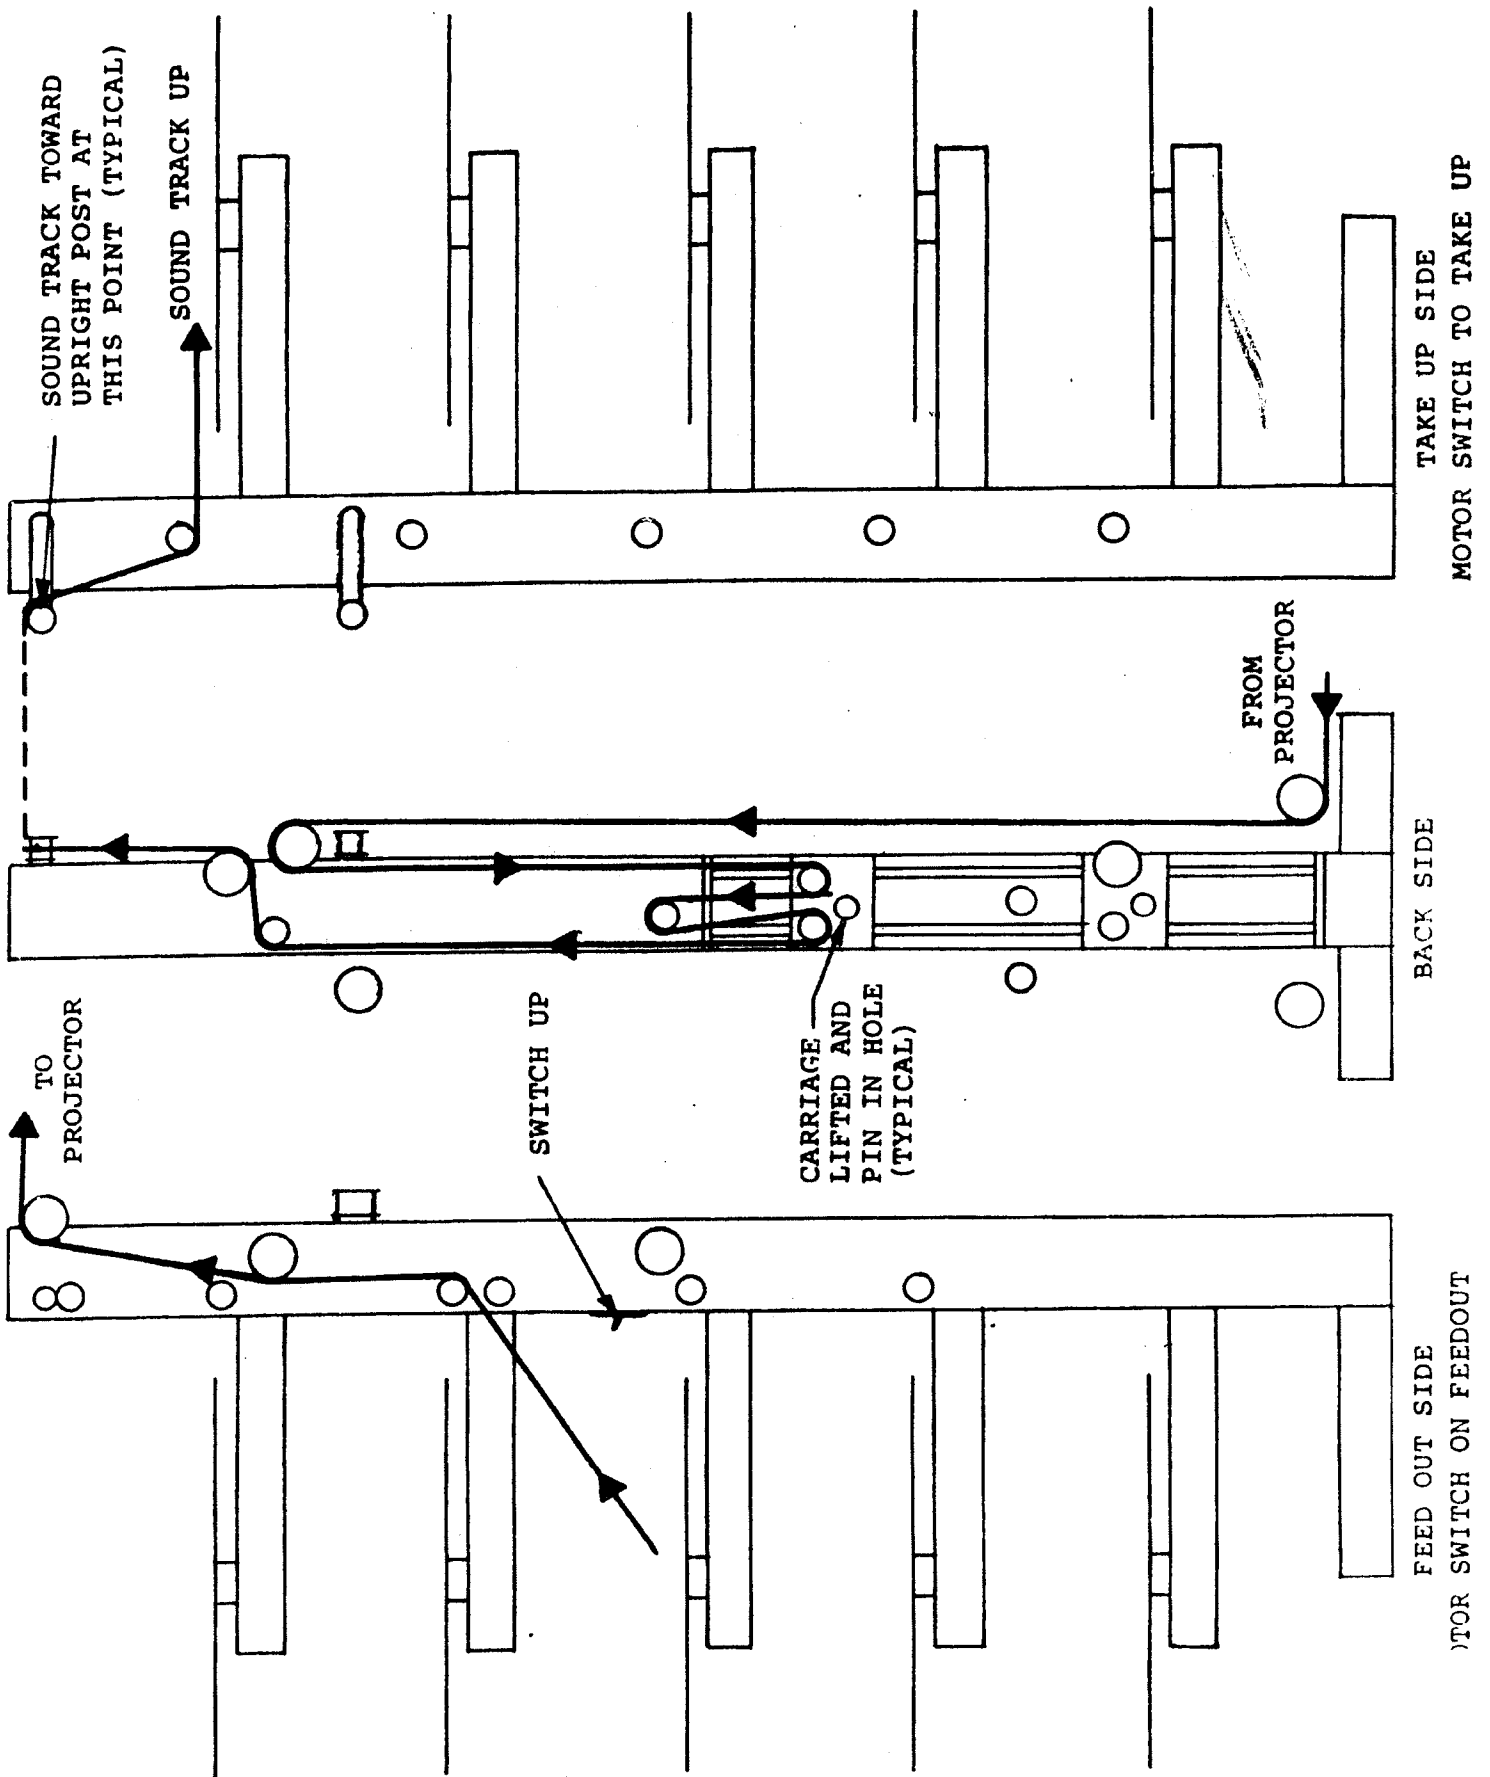 TO
PROJECTOR
SWITCH UP
FEED OUT SIDE
OTOR SWITCH ON FEEDOUT
CARRIAGE
LIFTED AND
PIN IN HOLE
(TYPICAL)
FROM
PROJECTOR
BACK SIDE
SOUND TRACK TOWARD
UPRIGHT POST AT
THIS POINT (TYPICAL)
SOUND TRACK UP
TAKE UP SIDE
MOTOR SWITCH TO TAKE UP